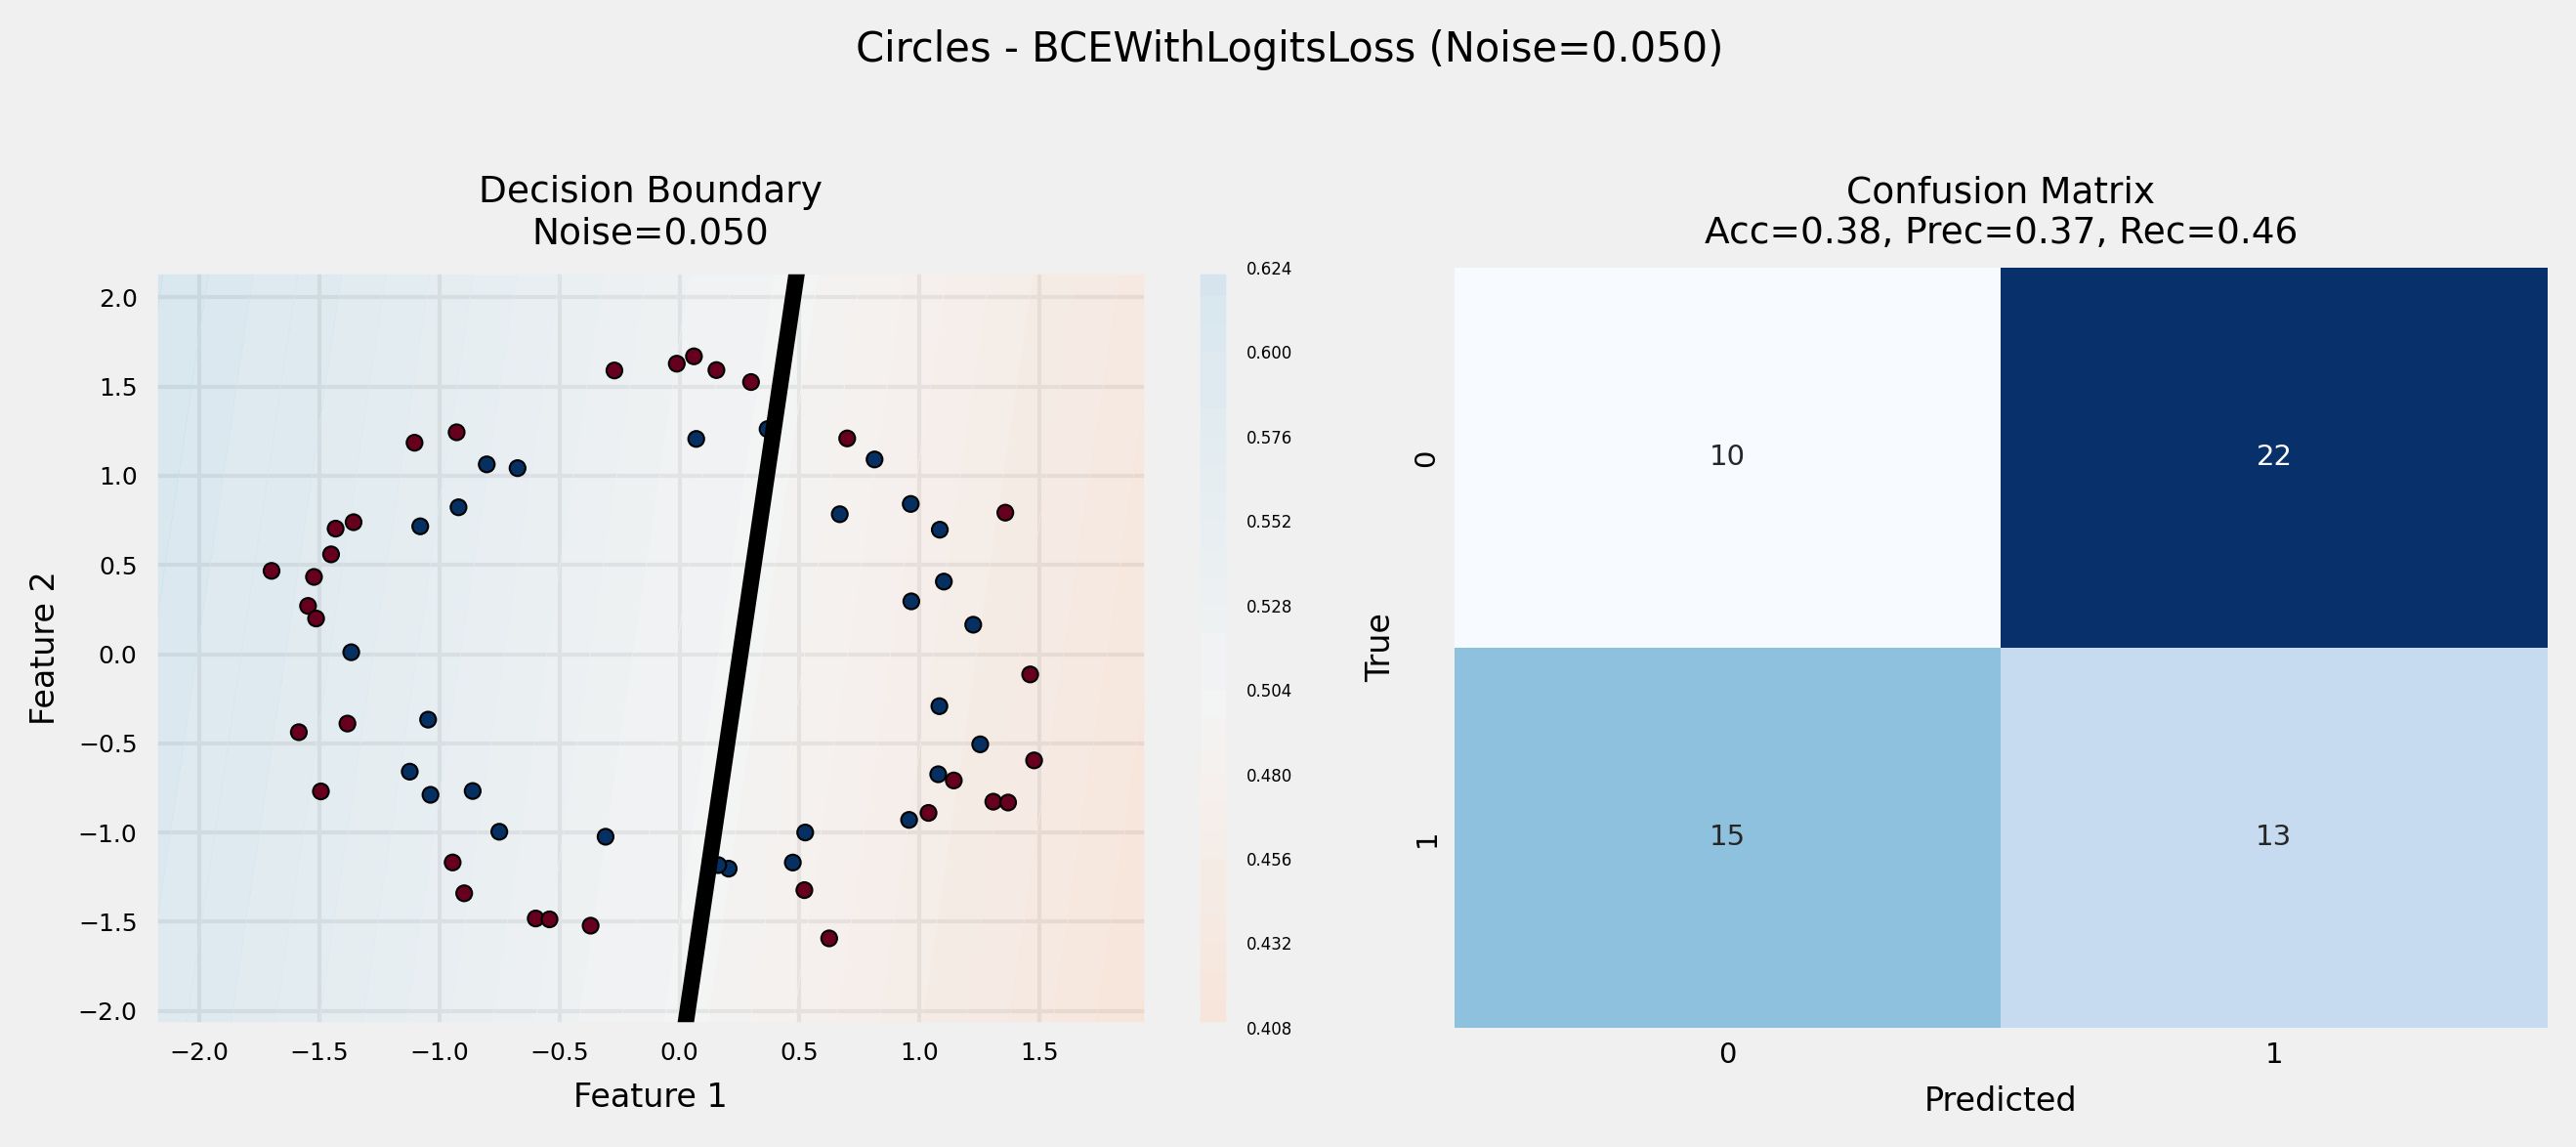 Circles - BCEWithLogitsLoss (Noise=0.050)
Decision Boundary
Noise=0.050
2.0
1.5
1.0
0.5
0.0
−0.5
−1.0
−1.5
−2.0
Feature 2
−2.0 −1.5 −1.0 −0.5 0.0 0.5 1.0 1.5
Feature 1
0.624
0.600
0.576
0.552
0.528
0.504
0.480
0.456
0.432
0.408
Confusion Matrix
Acc=0.38, Prec=0.37, Rec=0.46
True
0
1
10 22
15 13
0 1
Predicted